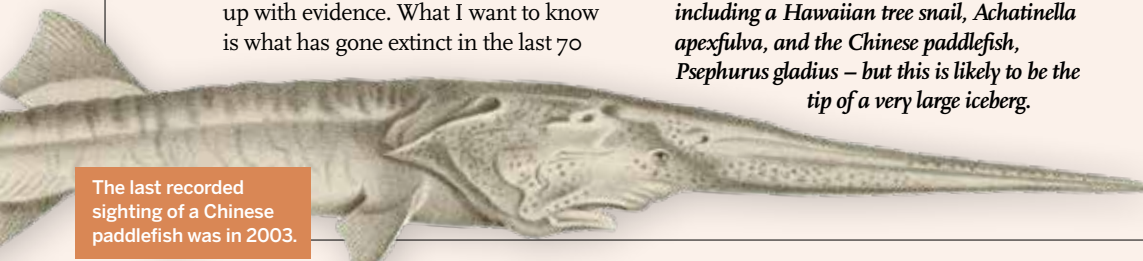 up with evidence. What I want to know
is what has gone extinct in the last 70
including a Hawaiian tree snail, Achatinella
apexfulva, and the Chinese paddlefish,
Psephurus gladius – but this is likely to be the
tip of a very large iceberg.
The last recorded
sighting of a Chinese
paddlefish was in 2003.